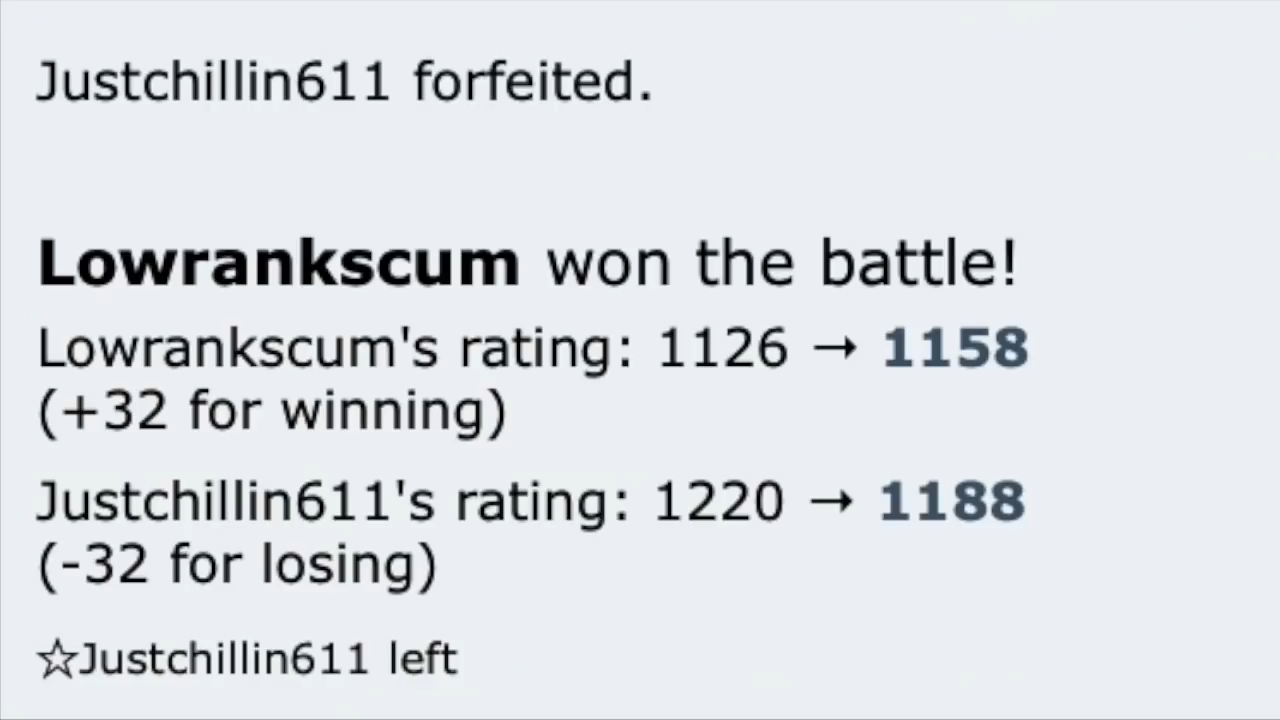 Justchillin611 forfeited.
Lowrankscum won the battle!
Lowrankscum's rating: 1126 → 1158
(+32 for winning)
Justchillin611's rating: 1220 → 1188
(-32 for losing)
☆Justchillin611 left